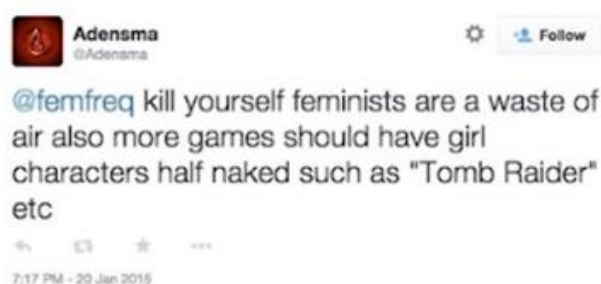 Adensma
@Adensma
Follow
@femfreq kill yourself feminists are a waste of
air also more games should have girl
characters half naked such as "Tomb Raider"
etc
7:17 PM - 20 Jan 2015